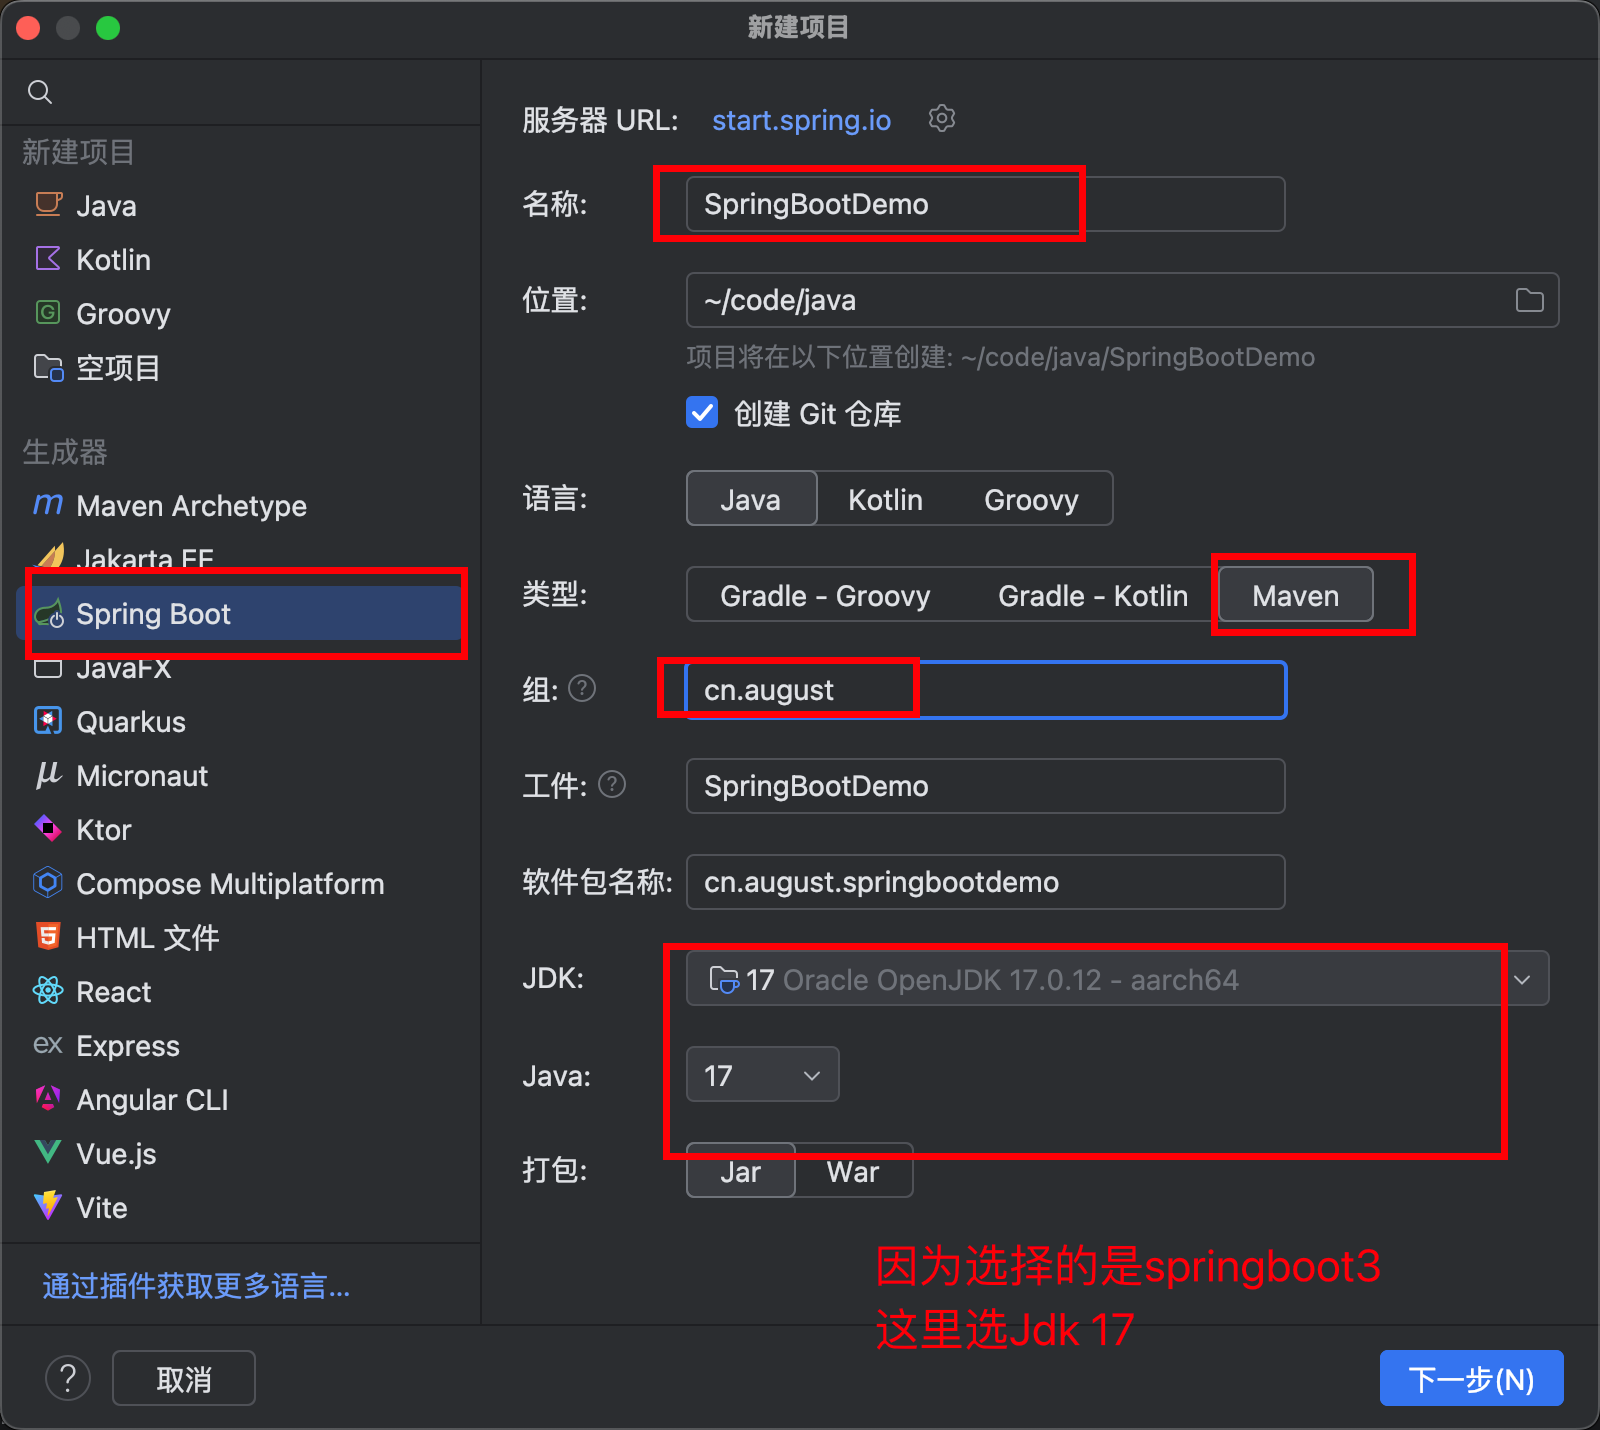 新建项目
新建项目
Java
Kotlin
Groovy
空项目
生成器
Maven Archetype
Jakarta EE
Spring Boot
JavaFX
Quarkus
Micronaut
Ktor
Compose Multiplatform
HTML 文件
React
Express
Angular CLI
Vue.js
Vite
通过插件获取更多语言...
服务器 URL: start.spring.io
名称: SpringBootDemo
位置: ~/code/java
项目将在以下位置创建: ~/code/java/SpringBootDemo
创建 Git 仓库
语言: Java Kotlin Groovy
类型: Gradle - Groovy Gradle - Kotlin Maven
组: ? cn.august
工件: ? SpringBootDemo
软件包名称: cn.august.springbootdemo
JDK: 17 Oracle OpenJDK 17.0.12 - aarch64
Java: 17
打包: Jar War
因为选择的是springboot3
这里选Jdk 17
? 取消 下一步(N)